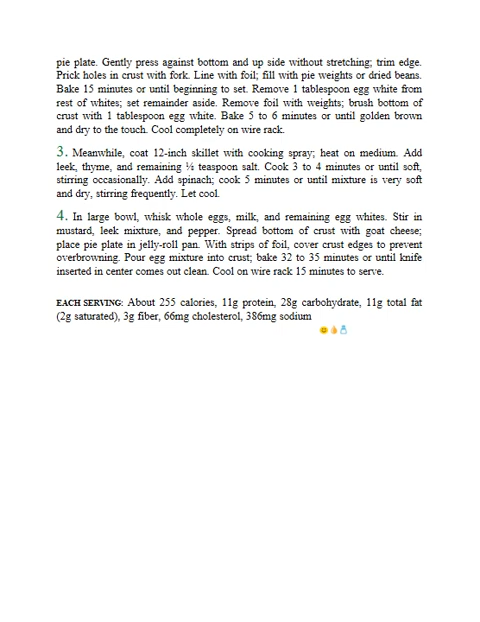 pie plate. Gently press against bottom and up side without stretching; trim edge.
Prick holes in crust with fork. Line with foil; fill with pie weights or dried beans.
Bake 15 minutes or until beginning to set. Remove 1 tablespoon egg white from
rest of whites; set remainder aside. Remove foil with weights; brush bottom of
crust with 1 tablespoon egg white. Bake 5 to 6 minutes or until golden brown
and dry to the touch. Cool completely on wire rack.
3. Meanwhile, coat 12-inch skillet with cooking spray; heat on medium. Add
leek, thyme, and remaining ⅛ teaspoon salt. Cook 3 to 4 minutes or until soft,
stirring occasionally. Add spinach; cook 5 minutes or until mixture is very soft
and dry, stirring frequently. Let cool.
4. In large bowl, whisk whole eggs, milk, and remaining egg whites. Stir in
mustard, leek mixture, and pepper. Spread bottom of crust with goat cheese;
place pie plate in jelly-roll pan. With strips of foil, cover crust edges to prevent
overbrowning. Pour egg mixture into crust; bake 32 to 35 minutes or until knife
inserted in center comes out clean. Cool on wire rack 15 minutes to serve.
EACH SERVING: About 255 calories, 11g protein, 28g carbohydrate, 11g total fat
(2g saturated), 3g fiber, 66mg cholesterol, 386mg sodium